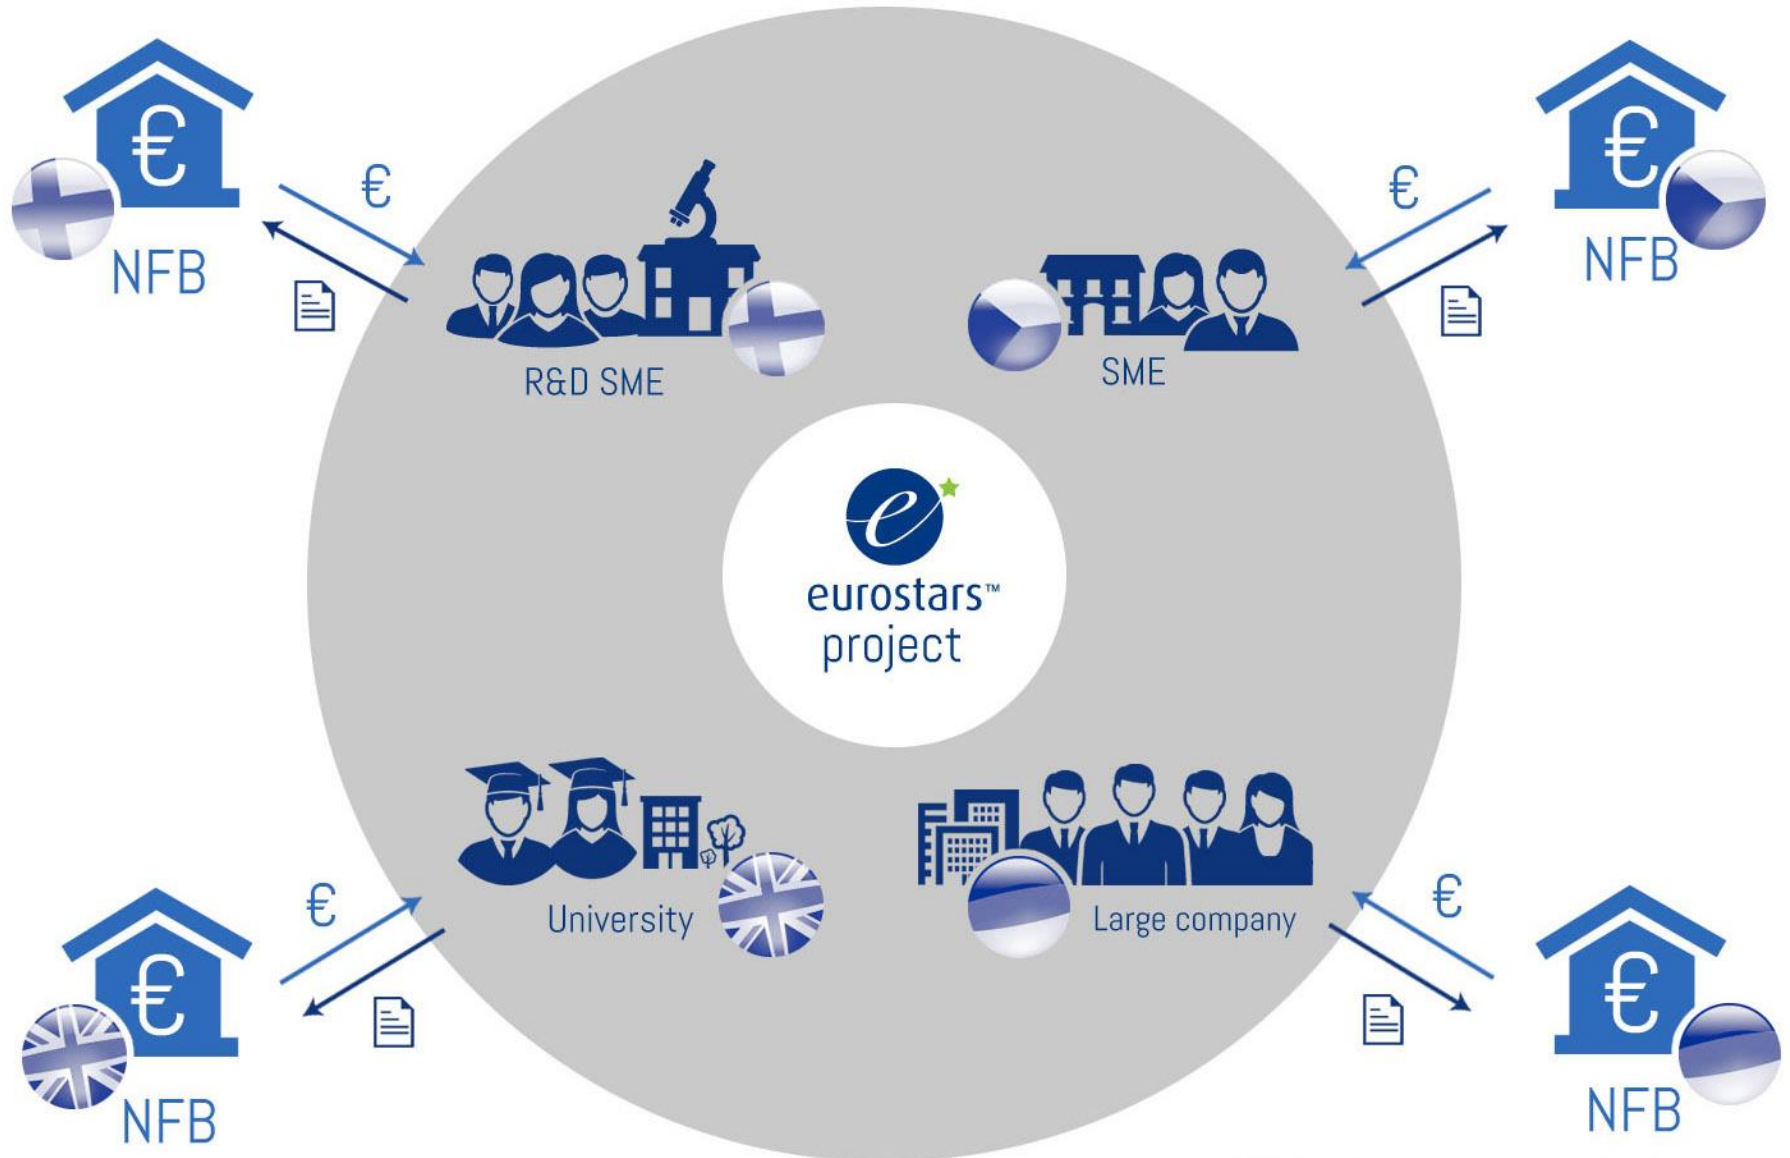 €
€
€
€
NFB
NFB
R&D SME
SME
e
eurostars™
project
€
€
University
Large company
€
€
NFB
NFB